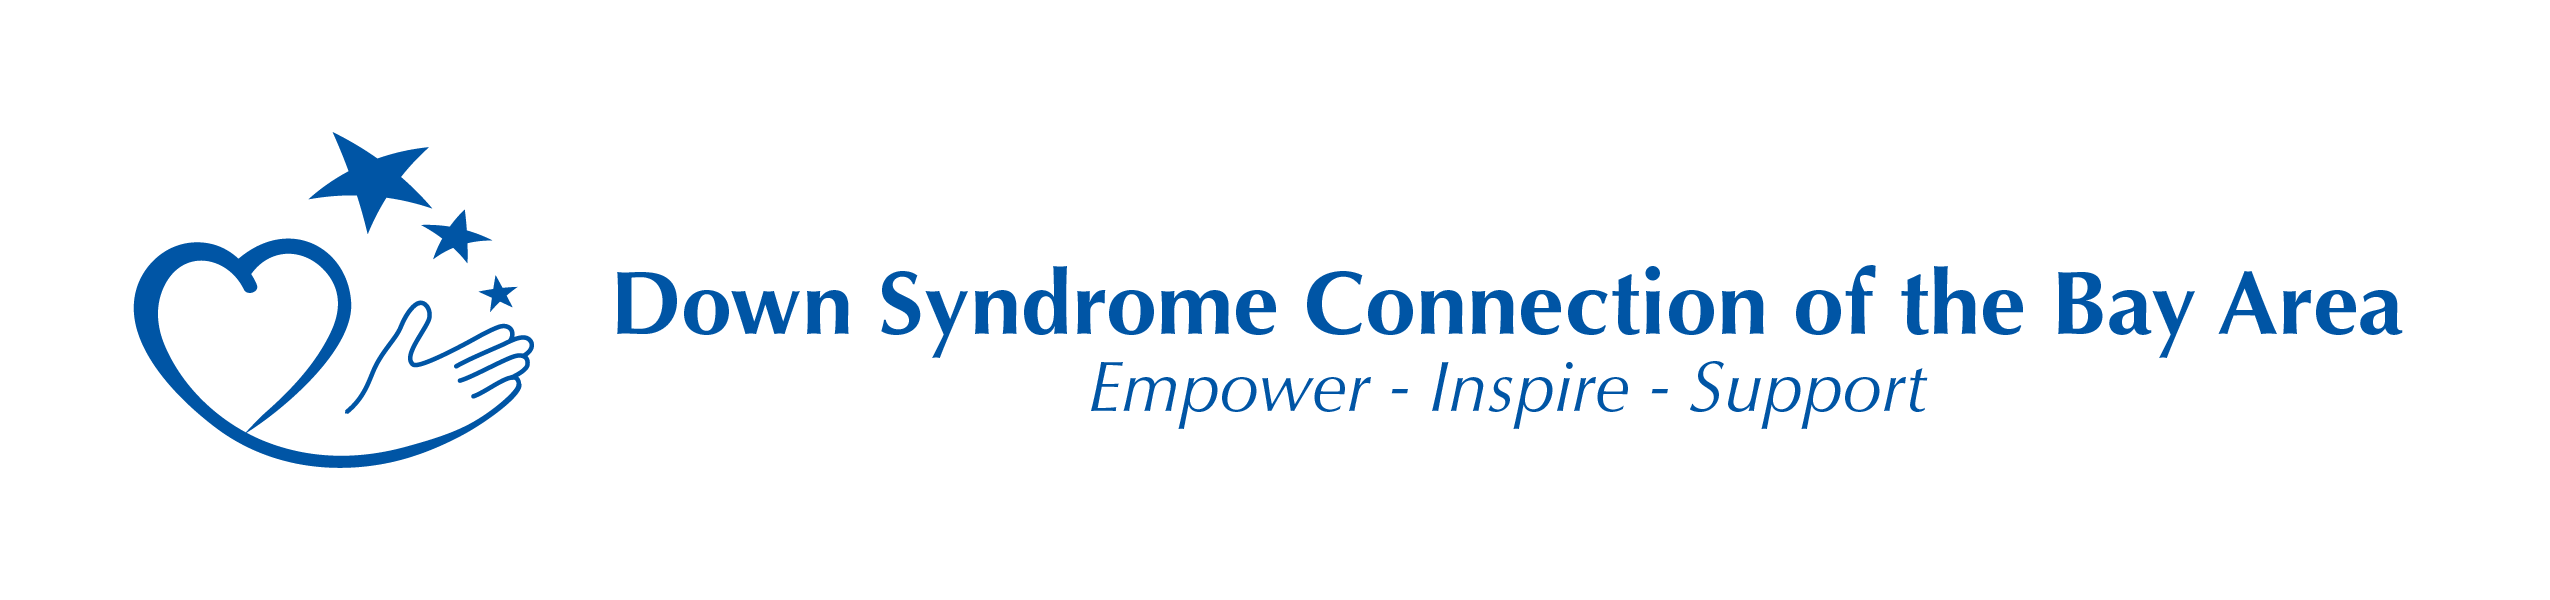 Down Syndrome Connection of the Bay Area
Empower - Inspire - Support